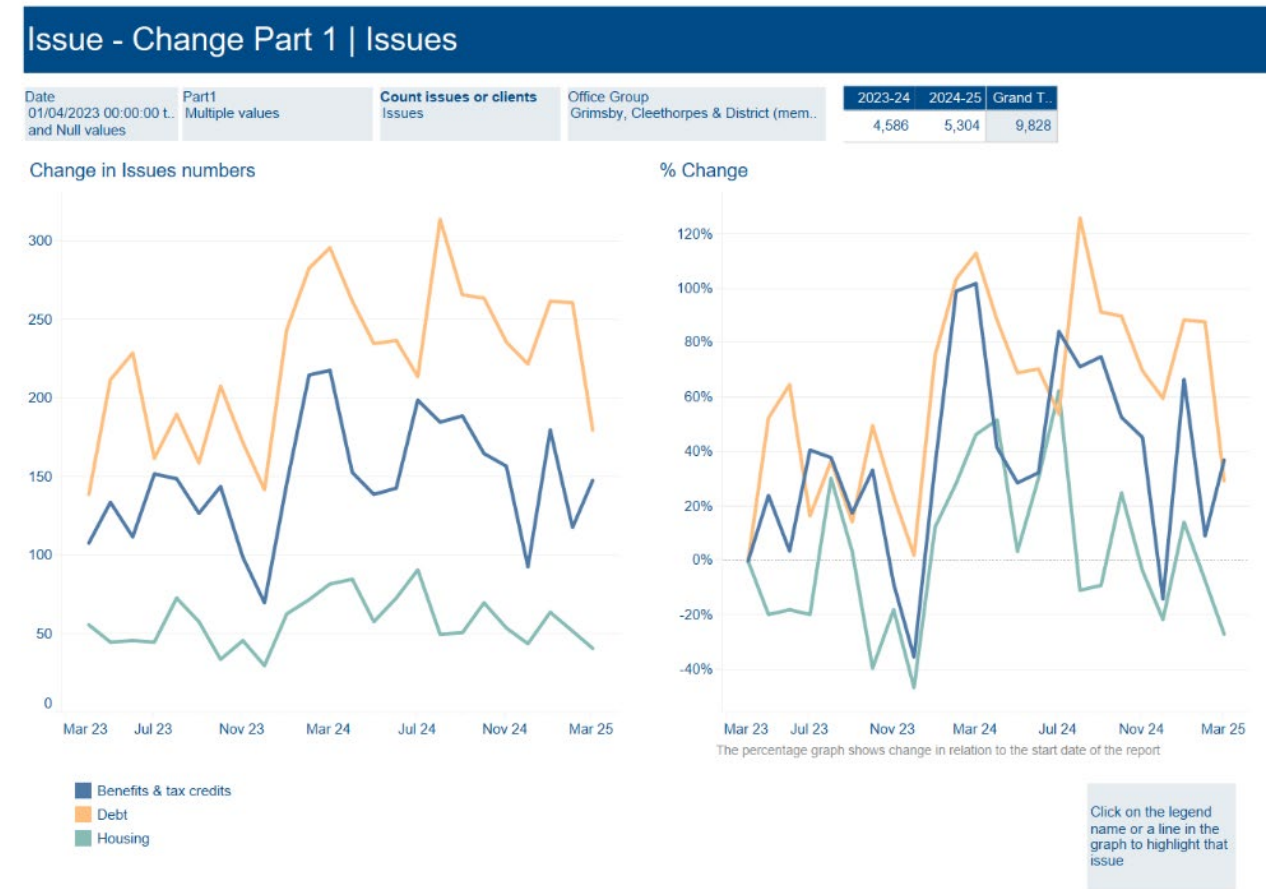 Issue - Change Part 1 | Issues
Date
01/04/2023 00:00:00 t..
and Null values
Part1
Multiple values
Count issues or clients
Issues
Office Group
Grimsby, Cleethorpes & District (mem..
2023-24 2024-25 Grand T..
4,586 5,304 9,828
Change in Issues numbers
300
250
200
150
100
50
0
Mar 23 Jul 23 Nov 23 Mar 24 Jul 24 Nov 24 Mar 25
% Change
120%
100%
80%
60%
40%
20%
0%
-20%
-40%
Mar 23 Jul 23 Nov 23 Mar 24 Jul 24 Nov 24 Mar 25
The percentage graph shows change in relation to the start date of the report
Benefits & tax credits
Debt
Housing
Click on the legend
name or a line in the
graph to highlight that
issue